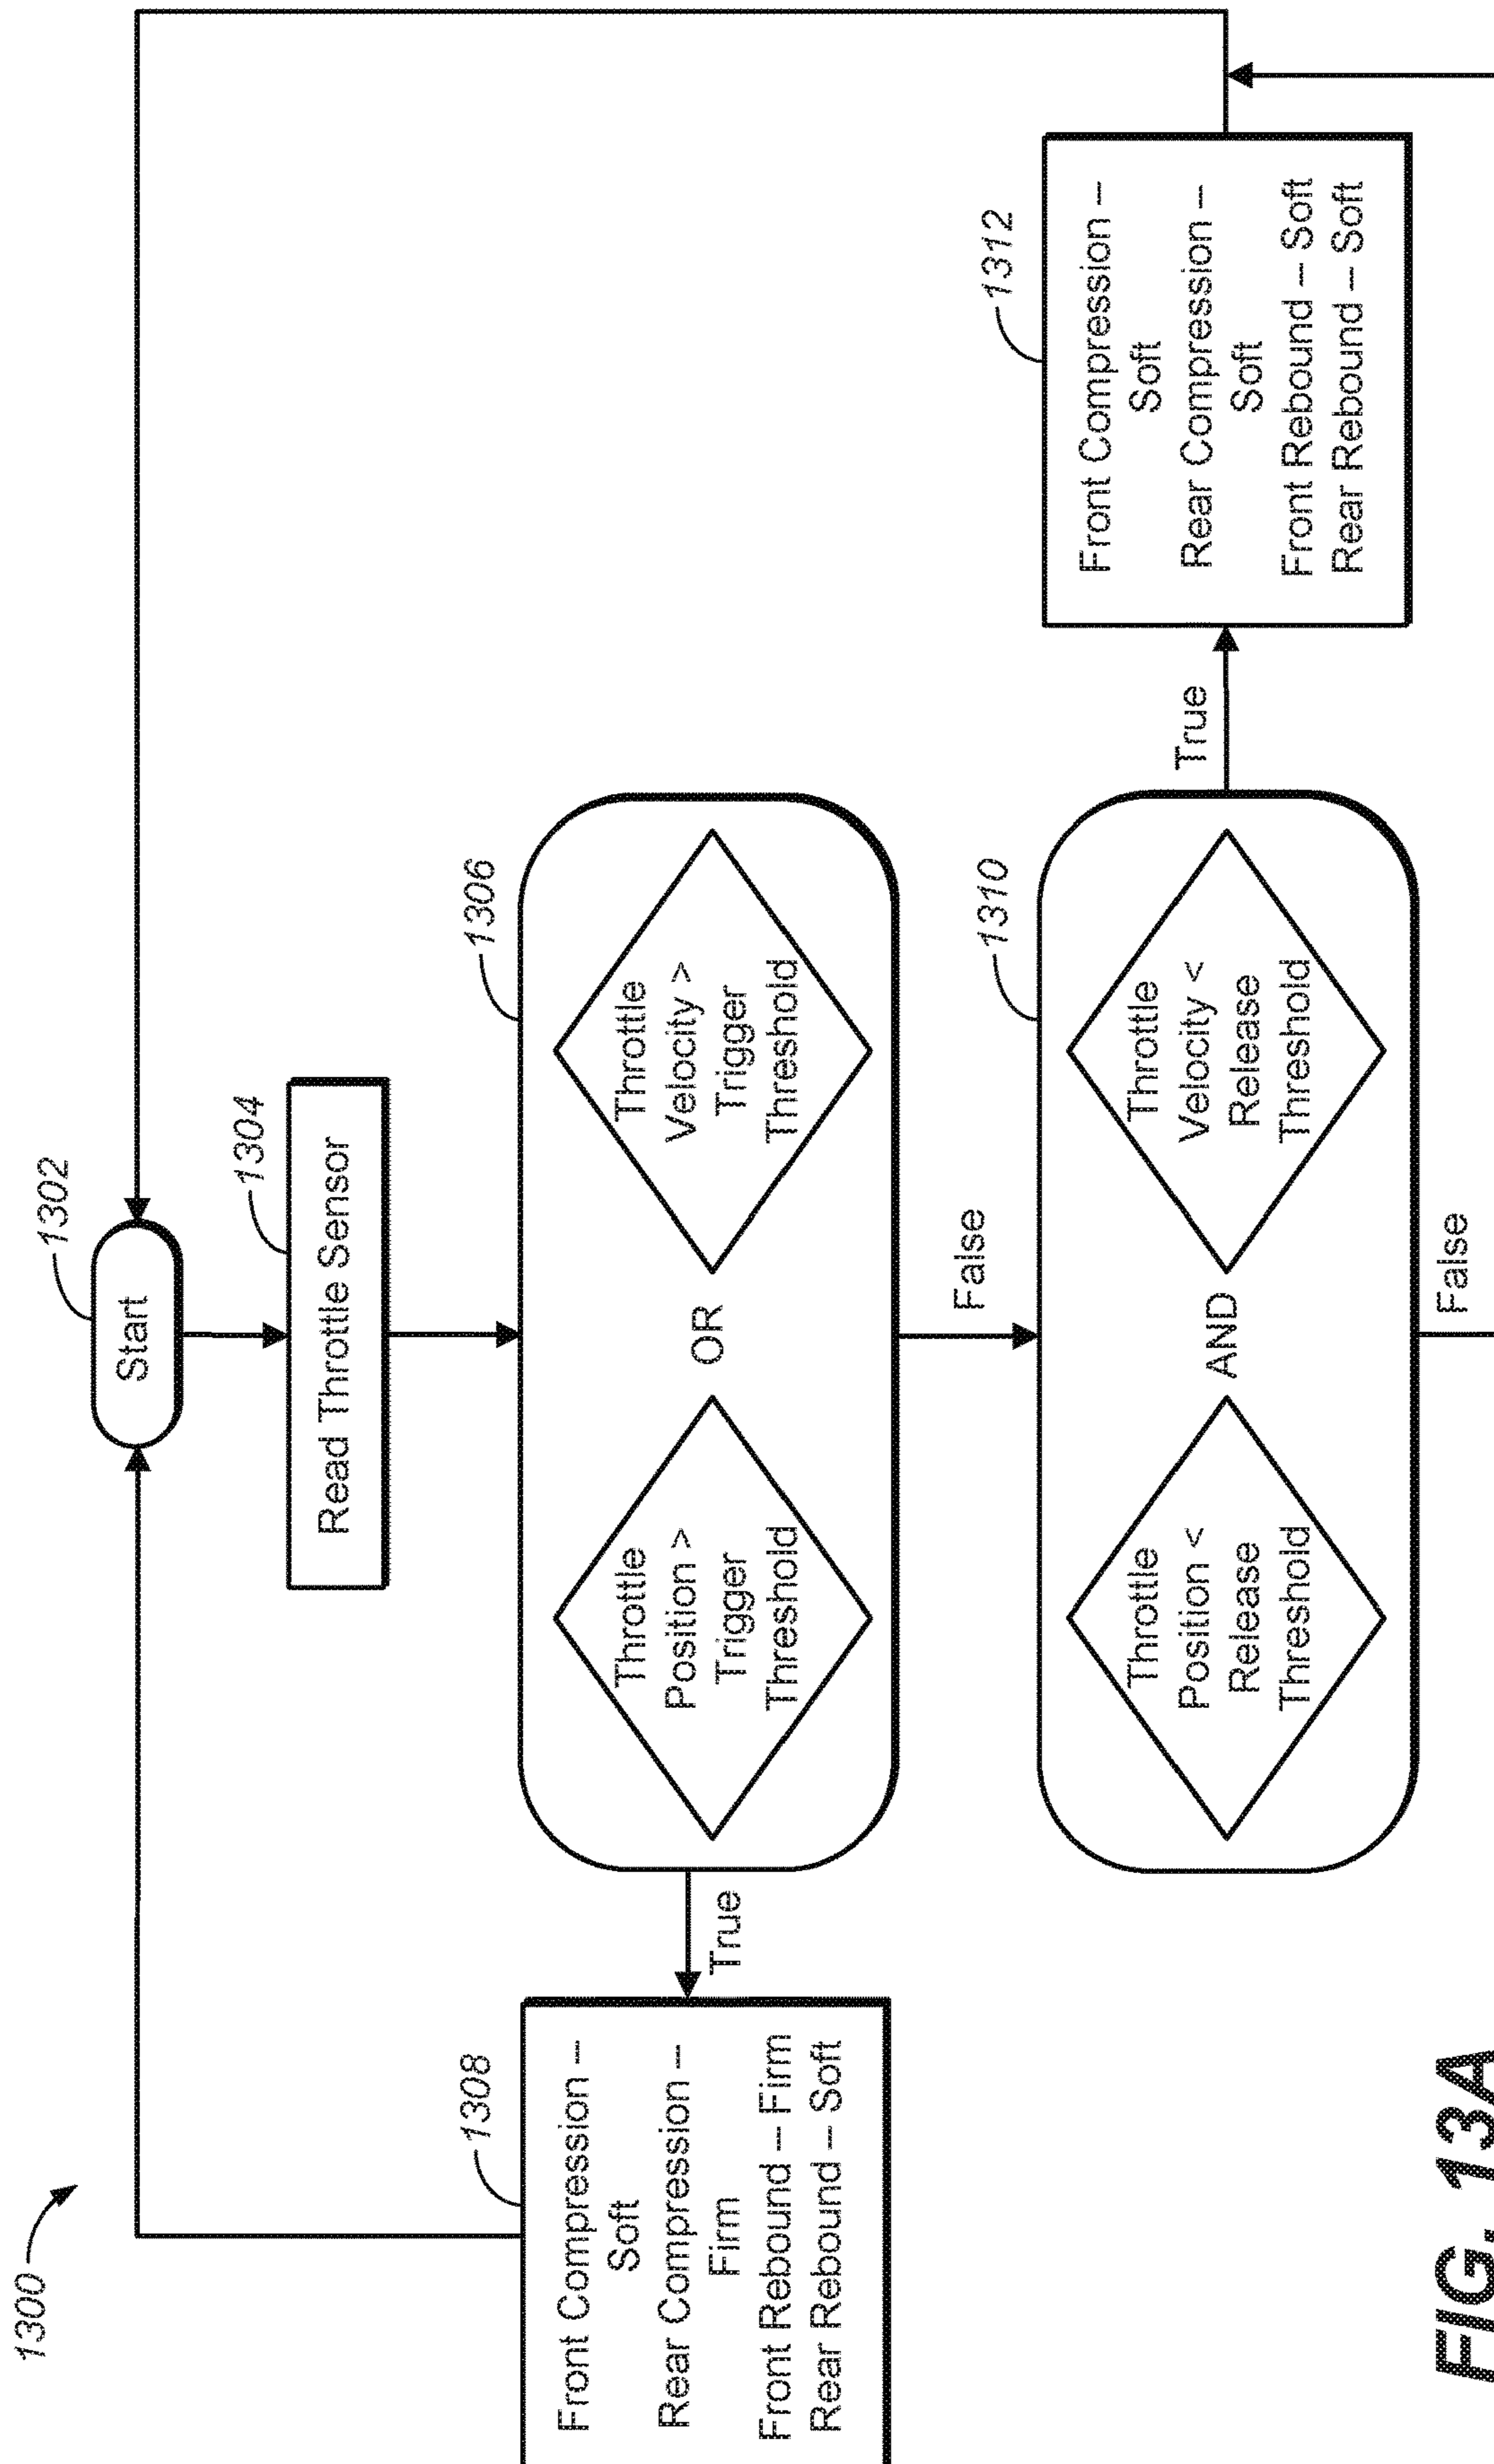 1300
1302
Start
1304
Read Throttle Sensor
1306
Throttle
Position >
Trigger
Threshold
OR
Throttle
Velocity >
Trigger
Threshold
True
1308
Front Compression –
Soft
Rear Compression –
Firm
Front Rebound – Firm
Rear Rebound – Soft
False
1310
Throttle
Position <
Release
Threshold
AND
Throttle
Velocity <
Release
Threshold
True
1312
Front Compression –
Soft
Rear Compression –
Soft
Front Rebound – Soft
Rear Rebound – Soft
False
FIG. 13A